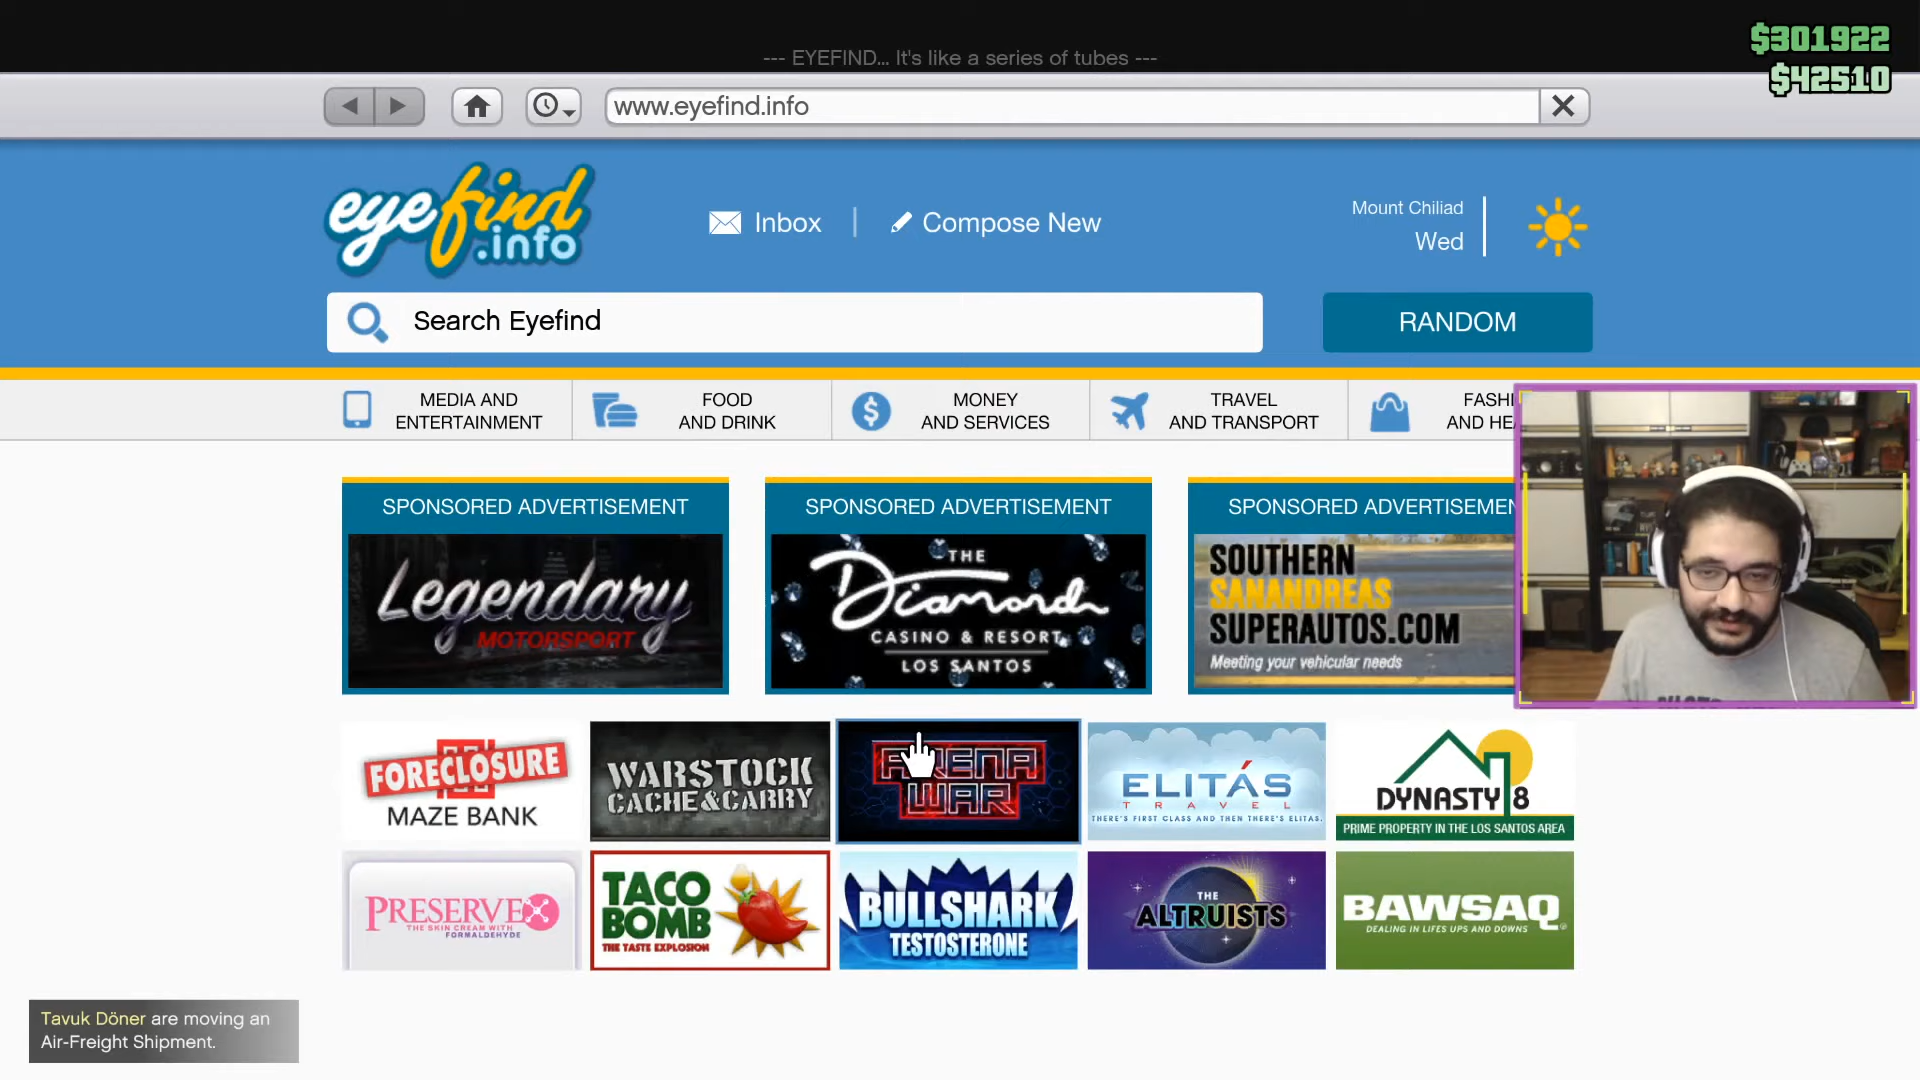 --- EYEFIND... It's like a series of tubes ---
$301922
$42510
www.eyefind.info
eyefind
.info
Inbox
Compose New
Mount Chiliad
Wed
Search Eyefind
RANDOM
MEDIA AND
ENTERTAINMENT
FOOD
AND DRINK
MONEY
AND SERVICES
TRAVEL
AND TRANSPORT
FASHI
AND HEA
SPONSORED ADVERTISEMENT
Legendary
MOTORSPORT
SPONSORED ADVERTISEMENT
THE
Diamond
CASINO & RESORT
LOS SANTOS
SPONSORED ADVERTISEMEN
SOUTHERN
SANANDREAS
SUPERAUTOS.COM
Meeting your vehicular needs
FORECLOSURE
MAZE BANK
WARSTOCK
CACHE&CARRY
ARENA
WAR
ELITÁS
TRAVEL
THERE'S FIRST CLASS AND THEN THERE'S ELITAS.
DYNASTY 8
PRIME PROPERTY IN THE LOS SANTOS AREA
PRESERVEX
THE SKIN CREAM WITH
FORMALDEHYDE
TACO
BOMB
THE TASTE EXPLOSION
BULLSHARK
TESTOSTERONE
THE
ALTRUISTS
BAWSAQ
DEALING IN LIFES UPS AND DOWNS
Tavuk Döner are moving an
Air-Freight Shipment.